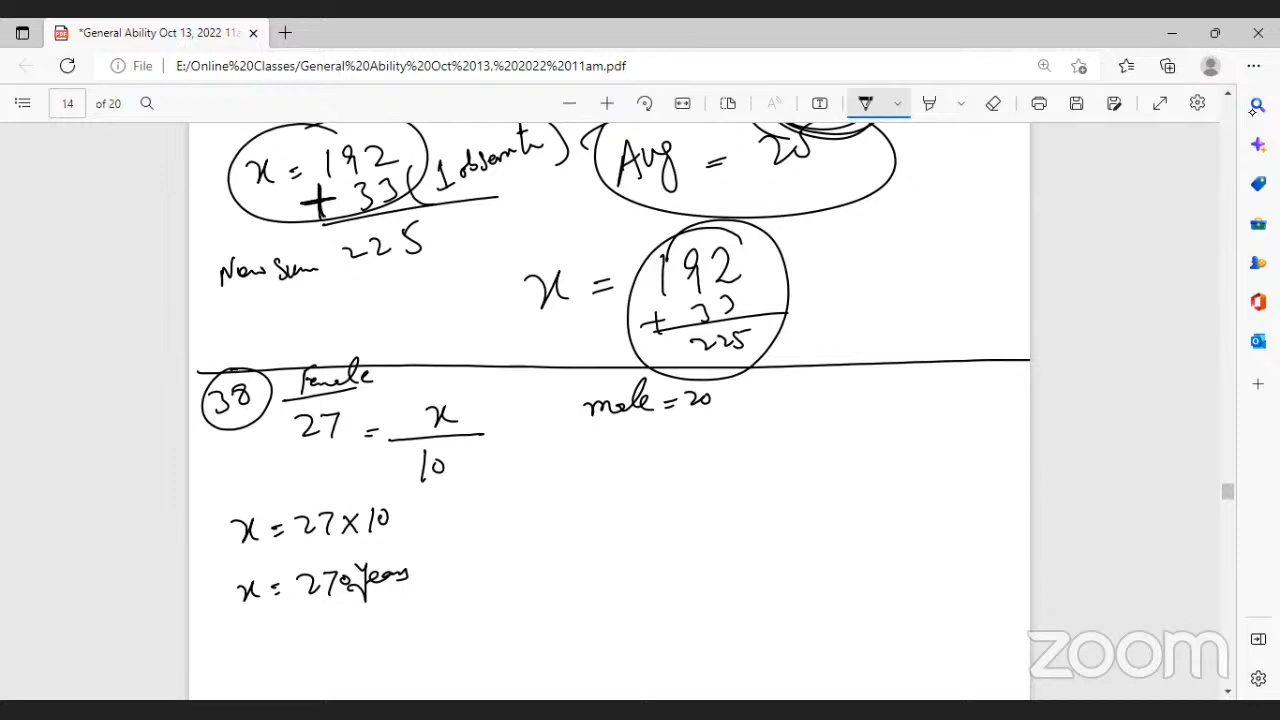 *General Ability Oct 13, 2022 11a
File
E:/Online%20Classes/General%20Ability%20Oct%2013,%202022%2011am.pdf
14 of 20
x = 192
+ 33 (1 observatn)
225
New Sum
Avg = 25
x = 192
+ 33
225
38
Female
27 = x
10
male = 20
x = 27 × 10
x = 270 years
zoom